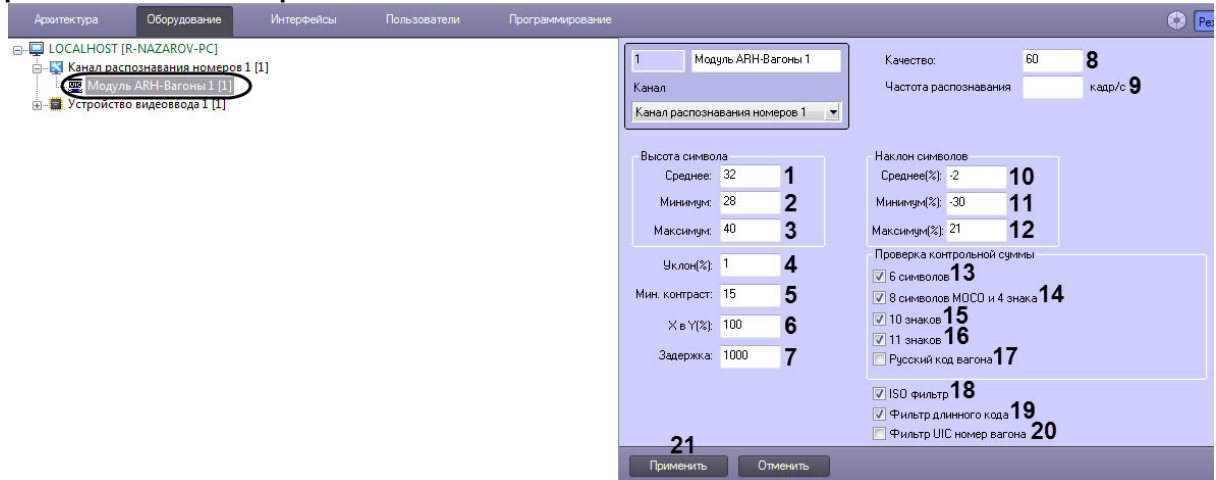 Архитектура Оборудование Интерфейсы Пользователи Программирование
LOCALHOST [R-NAZAROV-PC]
Канал распознавания номеров 1 [1]
UIC Модуль ARH-Вагоны 1 [1]
Устройство видеоввода 1 [1]
1 Модуль ARH-Вагоны 1
Канал
Канал распознавания номеров 1
Качество: 60 8
Частота распознавания кадр/с 9
Высота символа
Среднее: 32 1
Минимум: 28 2
Максимум: 40 3
Уклон(%): 1 4
Мин. контраст: 15 5
X в Y(%): 100 6
Задержка: 1000 7
Наклон символов
Среднее(%): -2 10
Минимум(%): -30 11
Максимум(%): 21 12
Проверка контрольной суммы
6 символов 13
8 символов МОСО и 4 знака 14
10 знаков 15
11 знаков 16
Русский код вагона 17
ISO фильтр 18
Фильтр длинного кода 19
Фильтр UIC номер вагона 20
21
Применить Отменить